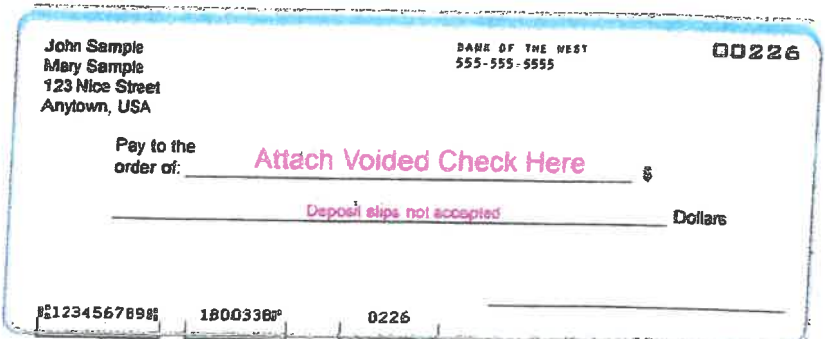 John Sample
Mary Sample
123 Nice Street
Anytown, USA
BANK OF THE WEST
555-555-5555
00226
Pay to the
order of: Attach Voided Check Here $
Deposit slips not accepted Dollars
⑆123456789⑆ 1800338⑈ 0226